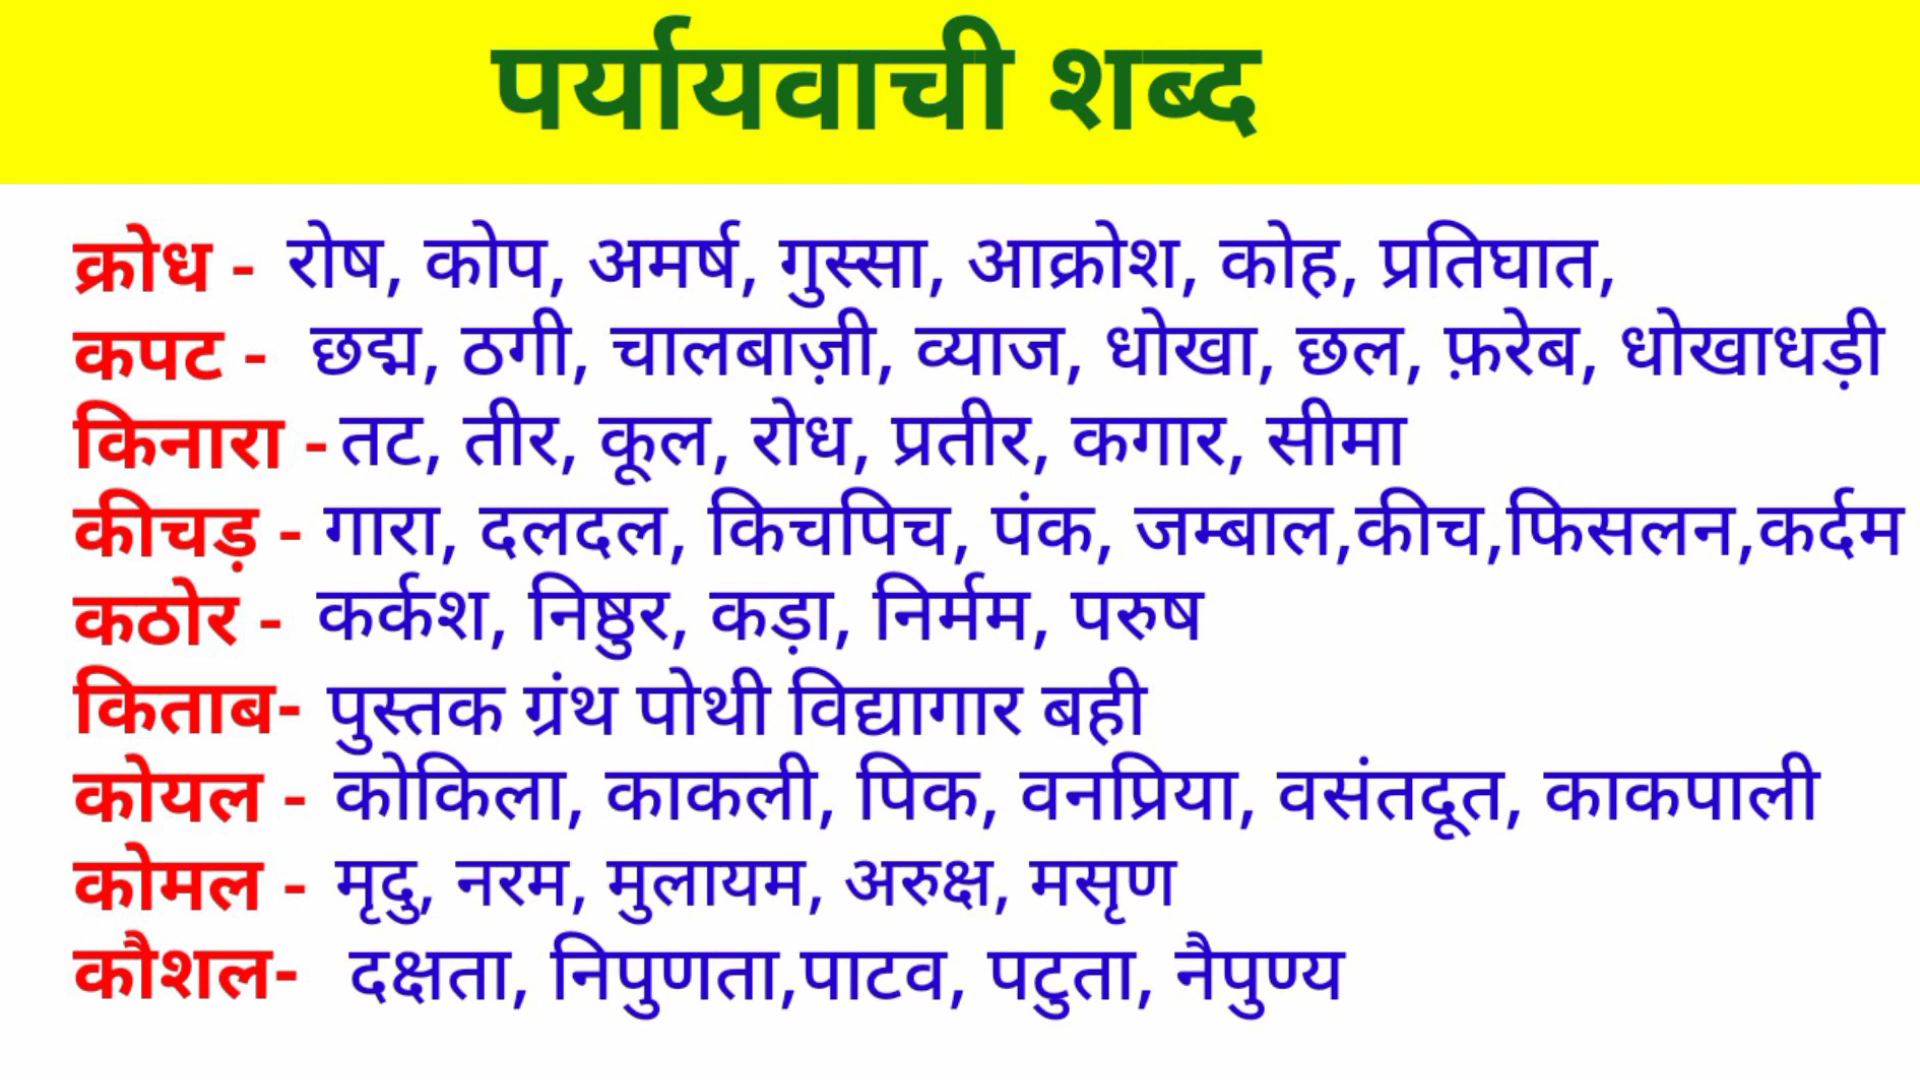 पर्यायवाची शब्द
क्रोध - रोष, कोप, अमर्ष, गुस्सा, आक्रोश, कोह, प्रतिघात,
कपट - छद्म, ठगी, चालबाज़ी, व्याज, धोखा, छल, फ़रेब, धोखाधड़ी
किनारा - तट, तीर, कूल, रोध, प्रतीर, कगार, सीमा
कीचड़ - गारा, दलदल, किचपिच, पंक, जम्बाल,कीच,फिसलन,कर्दम
कठोर - कर्कश, निष्ठुर, कड़ा, निर्मम, परुष
किताब- पुस्तक ग्रंथ पोथी विद्यागार बही
कोयल - कोकिला, काकली, पिक, वनप्रिया, वसंतदूत, काकपाली
कोमल - मृदु, नरम, मुलायम, अरुक्ष, मसृण
कौशल- दक्षता, निपुणता,पाटव, पटुता, नैपुण्य